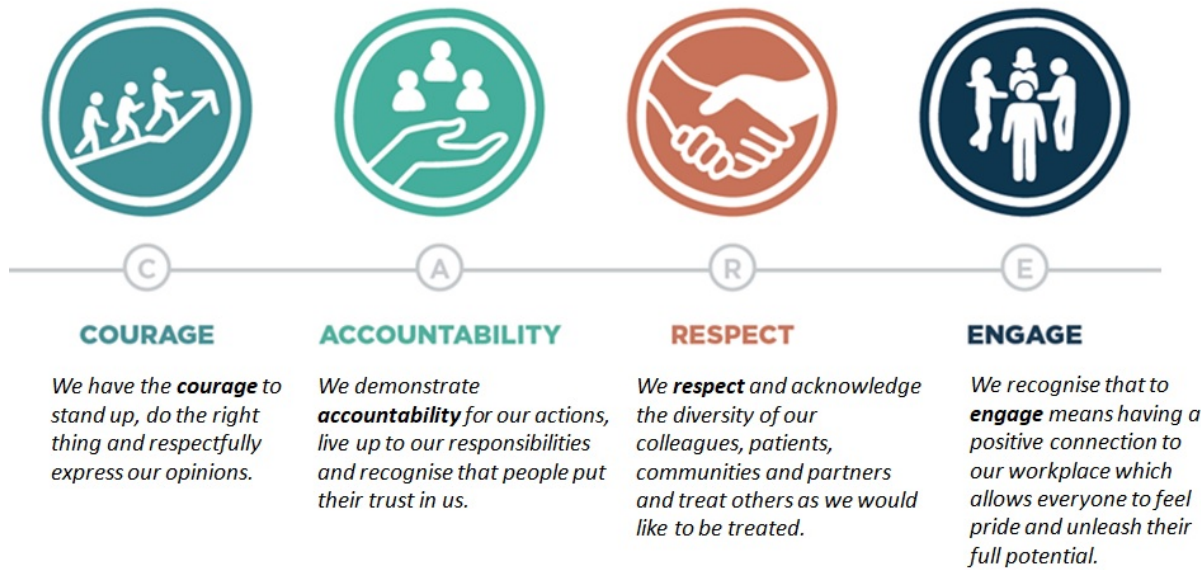 C
A
R
E
COURAGE
We have the courage to
stand up, do the right
thing and respectfully
express our opinions.
ACCOUNTABILITY
We demonstrate
accountability for our actions,
live up to our responsibilities
and recognise that people put
their trust in us.
RESPECT
We respect and acknowledge
the diversity of our
colleagues, patients,
communities and partners
and treat others as we would
like to be treated.
ENGAGE
We recognise that to
engage means having a
positive connection to
our workplace which
allows everyone to feel
pride and unleash their
full potential.